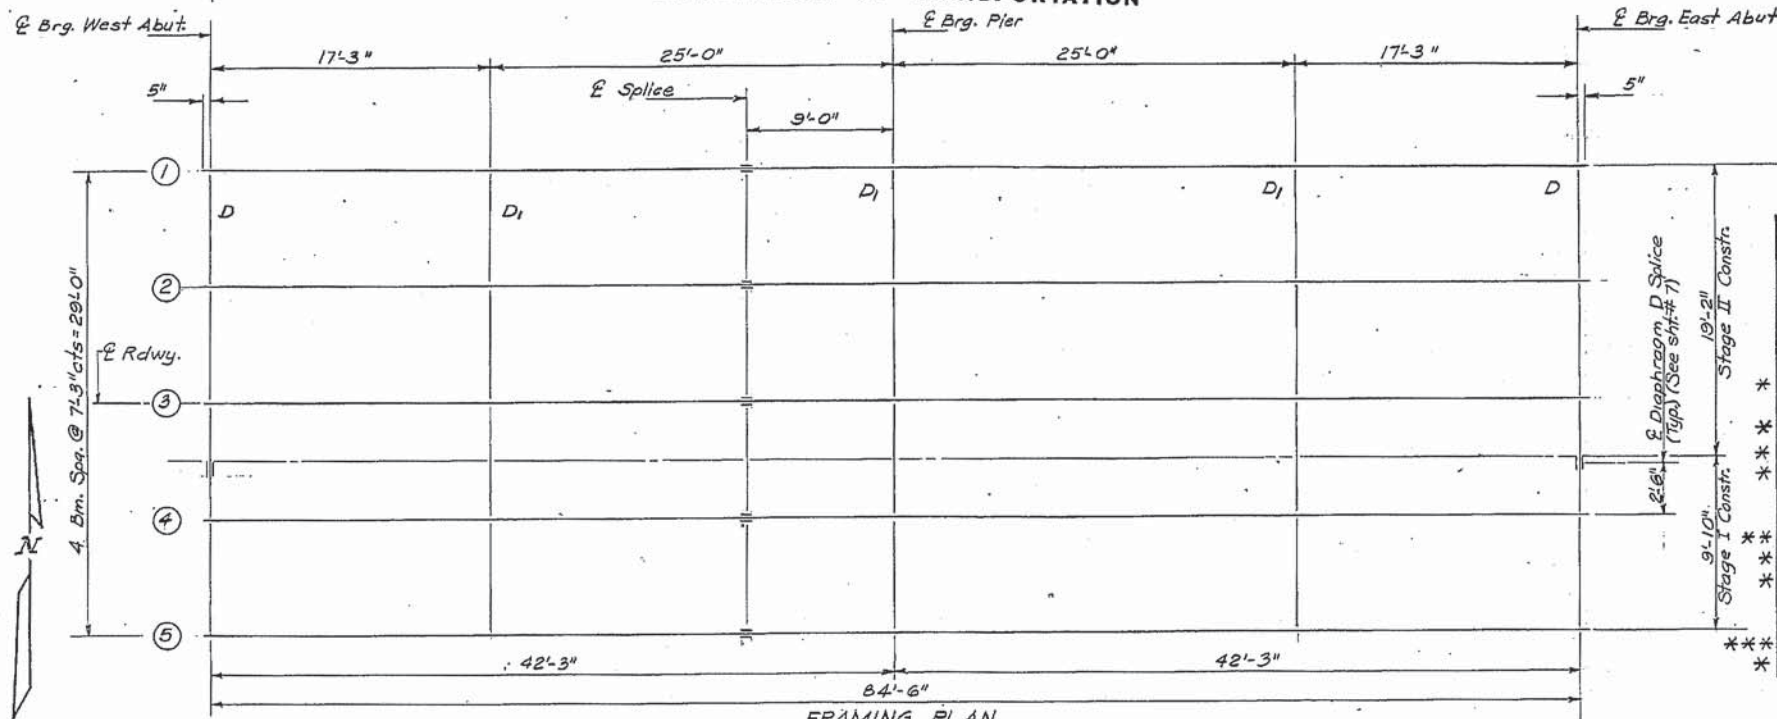 ℄ Brg. West Abut.
℄ Brg. Pier
℄ Brg. East Abut
17'-3"
25'-0"
25'-0"
17'-3"
5"
℄ Splice
5"
9'-0"
1
D
D1
D1
D1
D
2
℄ Rdwy.
3
4
5
4 Bm. Spa. @ 7'-3" cts = 29'-0"
N
℄ Diaphragm D Splice
(Typ.) (See sht. # 7)
2'-6"
19'-2"
Stage II Constr.
9'-10"
Stage I Constr.
*
*
*
*
**
*
*
***
*
42'-3"
42'-3"
84'-6"
FRAMING PLAN